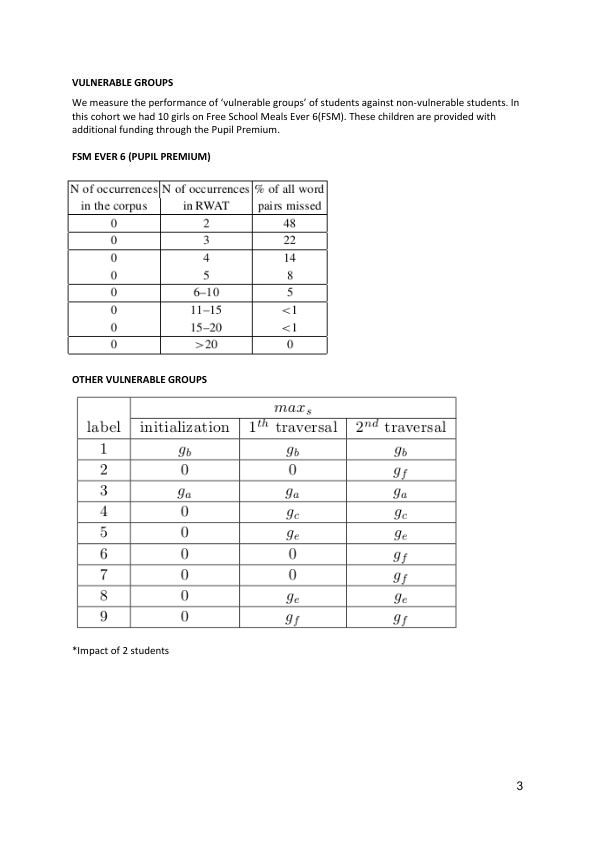 VULNERABLE GROUPS
We measure the performance of ‘vulnerable groups’ of students against non-vulnerable students. In
this cohort we had 10 girls on Free School Meals Ever 6(FSM). These children are provided with
additional funding through the Pupil Premium.
FSM EVER 6 (PUPIL PREMIUM)
N of occurrences N of occurrences % of all word
in the corpus in RWAT pairs missed
0 2 48
0 3 22
0 4 14
0 5 8
0 6–10 5
0 11–15 <1
0 15–20 <1
0 >20 0
OTHER VULNERABLE GROUPS
max_s
label initialization 1^th traversal 2^nd traversal
1 g_b g_b g_b
2 0 0 g_f
3 g_a g_a g_a
4 0 g_c g_c
5 0 g_e g_e
6 0 0 g_f
7 0 0 g_f
8 0 g_e g_e
9 0 g_f g_f
*Impact of 2 students
3